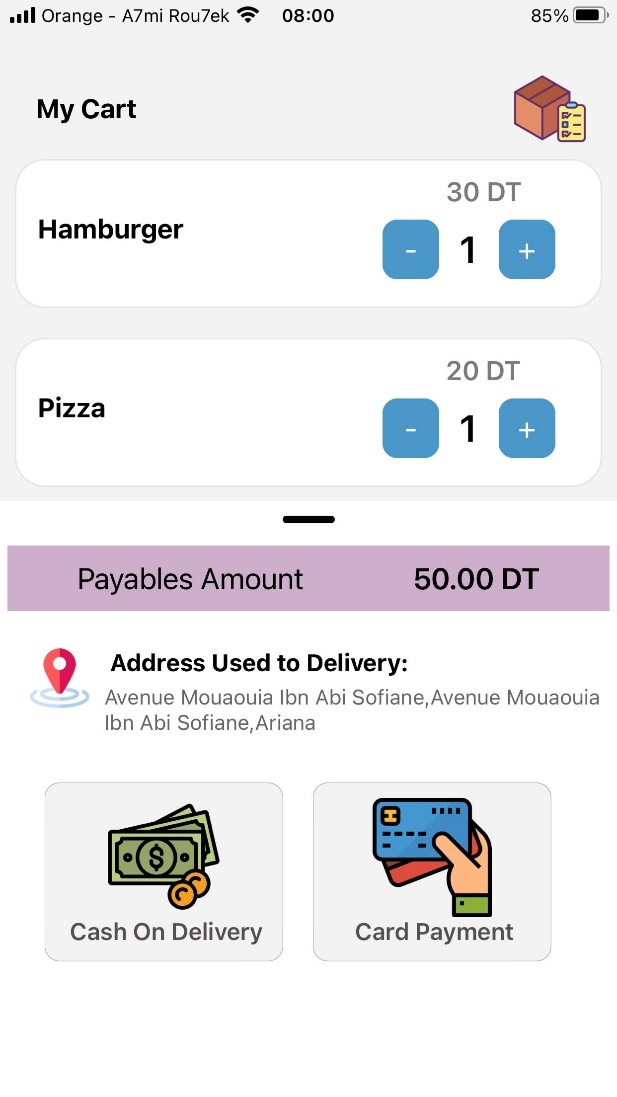 Orange - A7mi Rou7ek 08:00 85%
My Cart
30 DT
Hamburger
- 1 +
20 DT
Pizza
- 1 +
Payables Amount 50.00 DT
Address Used to Delivery:
Avenue Mouaouia Ibn Abi Sofiane,Avenue Mouaouia
Ibn Abi Sofiane,Ariana
$
Cash On Delivery Card Payment